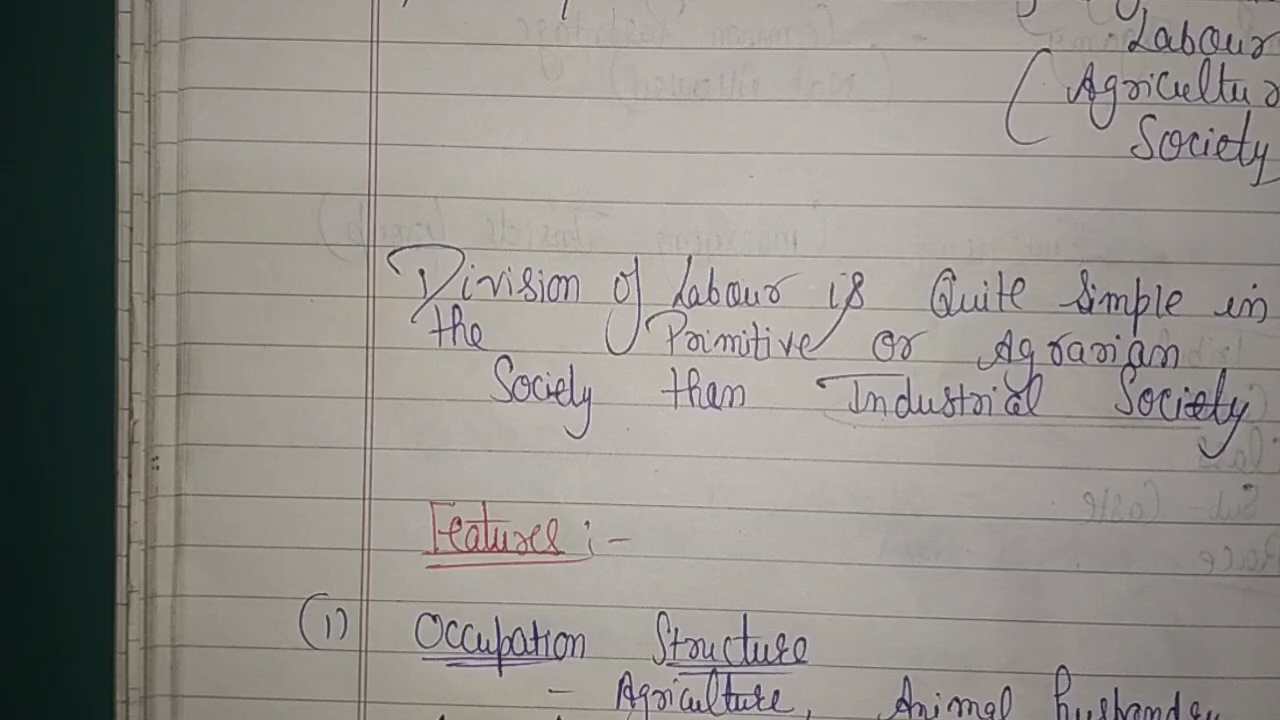 Labour
(Agricultur
Society
Division of Labour is Quite Simple in
the Primitive or Agrarian
Society than Industrial Society
Features :-
(1) Occupation Structure
- Agriculture, Animal husbandry